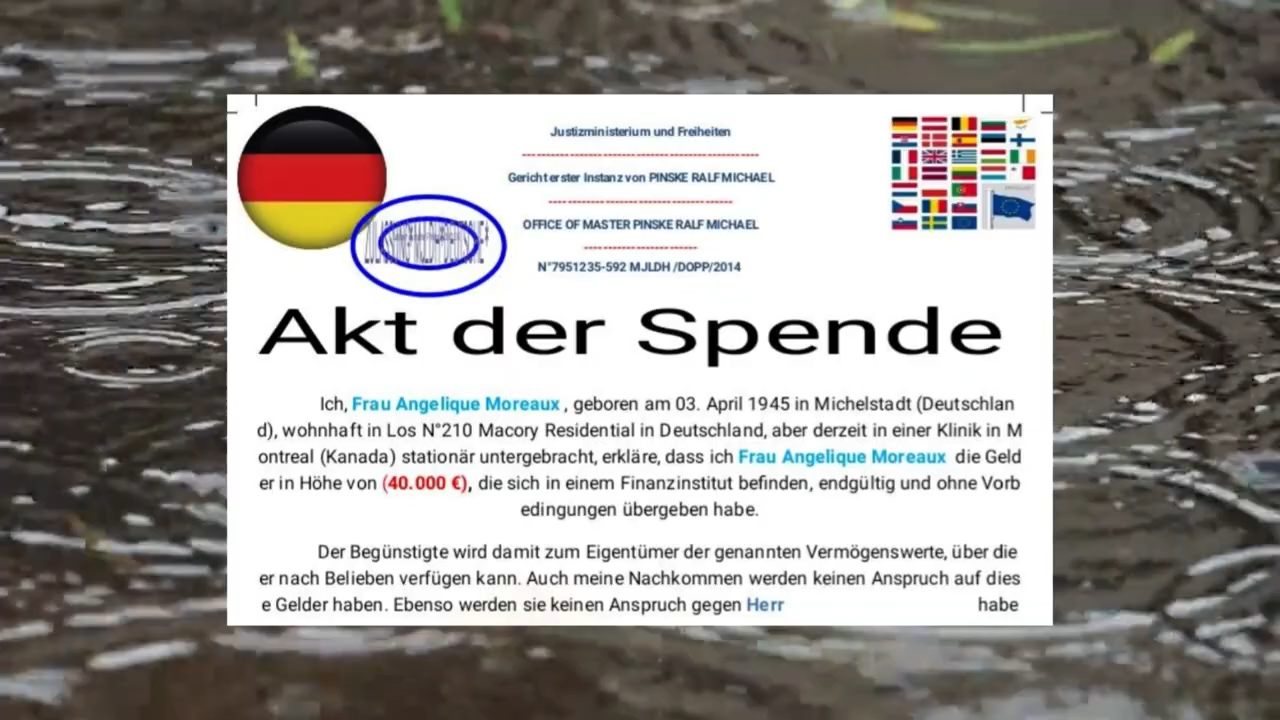 Justizministerium und Freiheiten
Gericht erster Instanz von PINSKE RALF MICHAEL
OFFICE OF MASTER PINSKE RALF MICHAEL
N°7951235-592 MJLDH /DOPP/2014
Akt der Spende
Ich, Frau Angelique Moreaux , geboren am 03. April 1945 in Michelstadt (Deutschlan
d), wohnhaft in Los N°210 Macory Residential in Deutschland, aber derzeit in einer Klinik in M
ontreal (Kanada) stationär untergebracht, erkläre, dass ich Frau Angelique Moreaux die Geld
er in Höhe von (40.000 €), die sich in einem Finanzinstitut befinden, endgültig und ohne Vorb
edingungen übergeben habe.
Der Begünstigte wird damit zum Eigentümer der genannten Vermögenswerte, über die
er nach Belieben verfügen kann. Auch meine Nachkommen werden keinen Anspruch auf dies
e Gelder haben. Ebenso werden sie keinen Anspruch gegen Herr habe